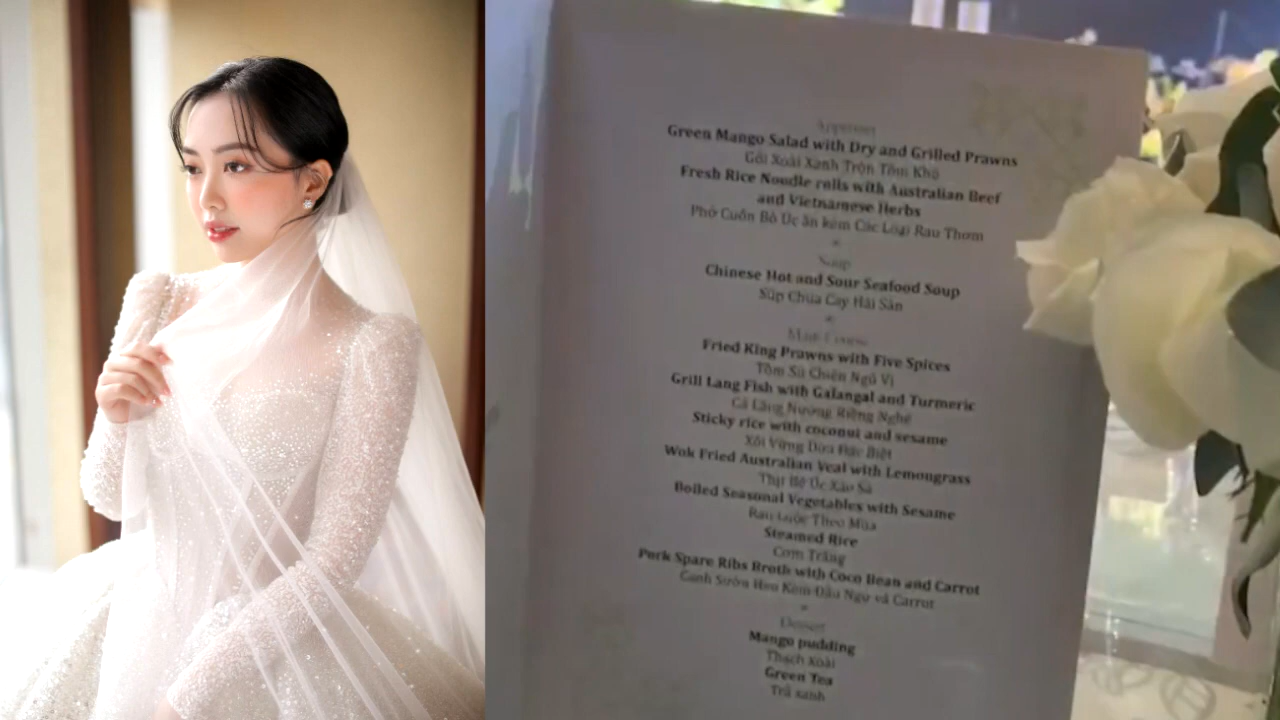 Appetizer
Green Mango Salad with Dry and Grilled Prawns
Gỏi Xoài Xanh Trộn Tôm Khô
Fresh Rice Noodle rolls with Australian Beef
and Vietnamese Herbs
Phở Cuốn Bò Úc ăn kèm Các Loại Rau Thơm
Soup
Chinese Hot and Sour Seafood Soup
Súp Chua Cay Hải Sản
Main Course
Fried King Prawns with Five Spices
Tôm Sú Chiên Ngũ Vị
Grill Lang Fish with Galangal and Turmeric
Cá Lăng Nướng Riềng Nghệ
Sticky rice with coconut and sesame
Xôi Vừng Dừa Đặc Biệt
Wok Fried Australian Veal with Lemongrass
Thịt Bê Úc Xào Sả
Boiled Seasonal Vegetables with Sesame
Rau Luộc Theo Mùa
Steamed Rice
Cơm Trắng
Pork Spare Ribs Broth with Coco Bean and Carrot
Canh Sườn Heo Kèm Đậu Ngự và Carrot
Dessert
Mango pudding
Thạch Xoài
Green Tea
Trà xanh